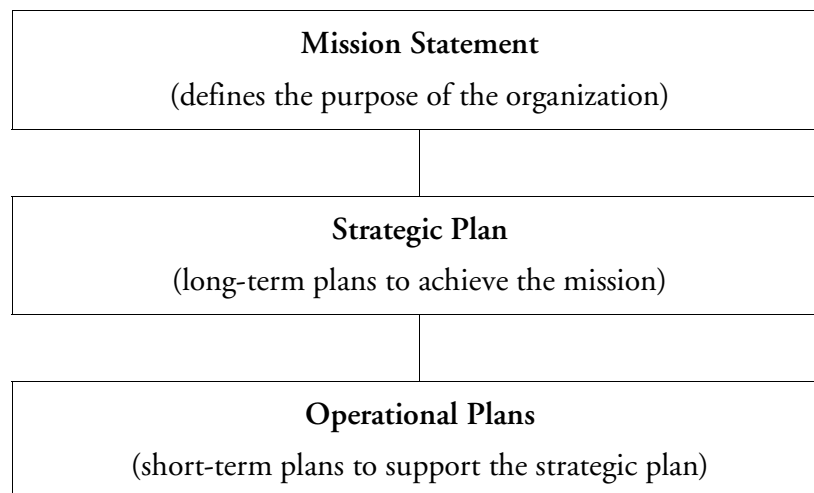 Mission Statement
(defines the purpose of the organization)
Strategic Plan
(long-term plans to achieve the mission)
Operational Plans
(short-term plans to support the strategic plan)